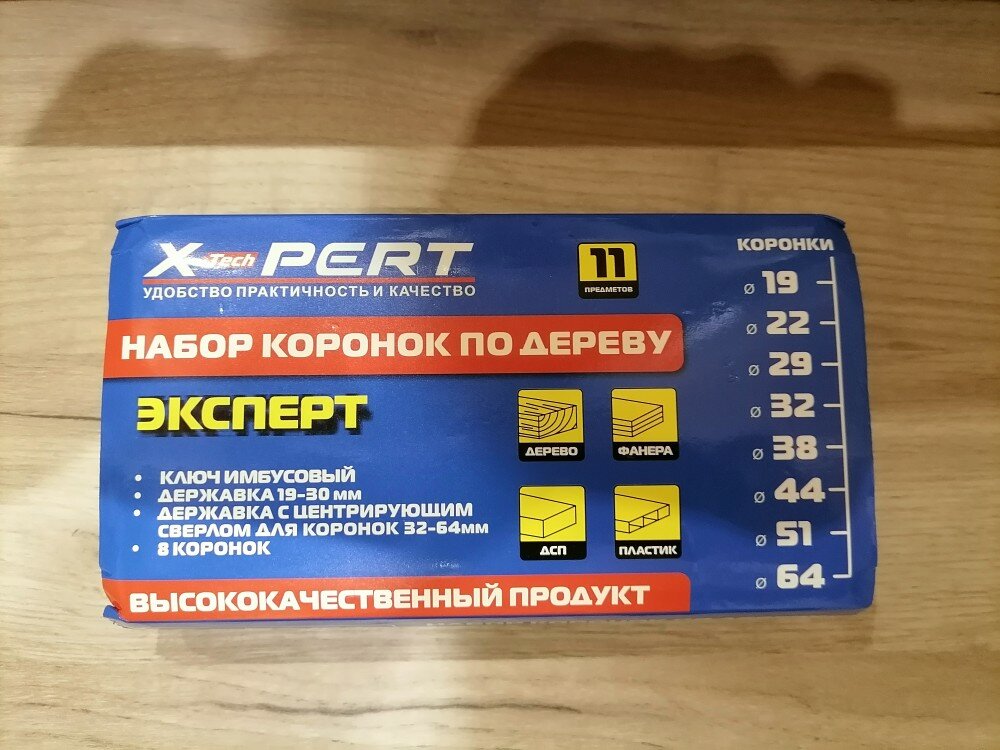 X-Tech PERT
УДОБСТВО ПРАКТИЧНОСТЬ И КАЧЕСТВО
11
ПРЕДМЕТОВ
НАБОР КОРОНОК ПО ДЕРЕВУ
ЭКСПЕРТ
• КЛЮЧ ИМБУСОВЫЙ
• ДЕРЖАВКА 19-30 мм
• ДЕРЖАВКА С ЦЕНТРИРУЮЩИМ
СВЕРЛОМ ДЛЯ КОРОНОК 32-64мм
• 8 КОРОНОК
ДЕРЕВО
ФАНЕРА
ДСП
ПЛАСТИК
ВЫСОКОКАЧЕСТВЕННЫЙ ПРОДУКТ
КОРОНКИ
ø 19
ø 22
ø 29
ø 32
ø 38
ø 44
ø 51
ø 64